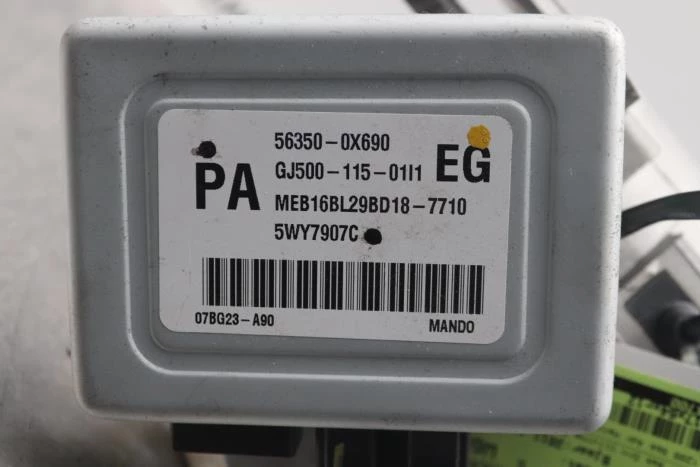 56350-0X690
PA
GJ500-115-01I1
EG
MEB16BL29BD18-7710
5WY7907C
07BG23-A90
MANDO